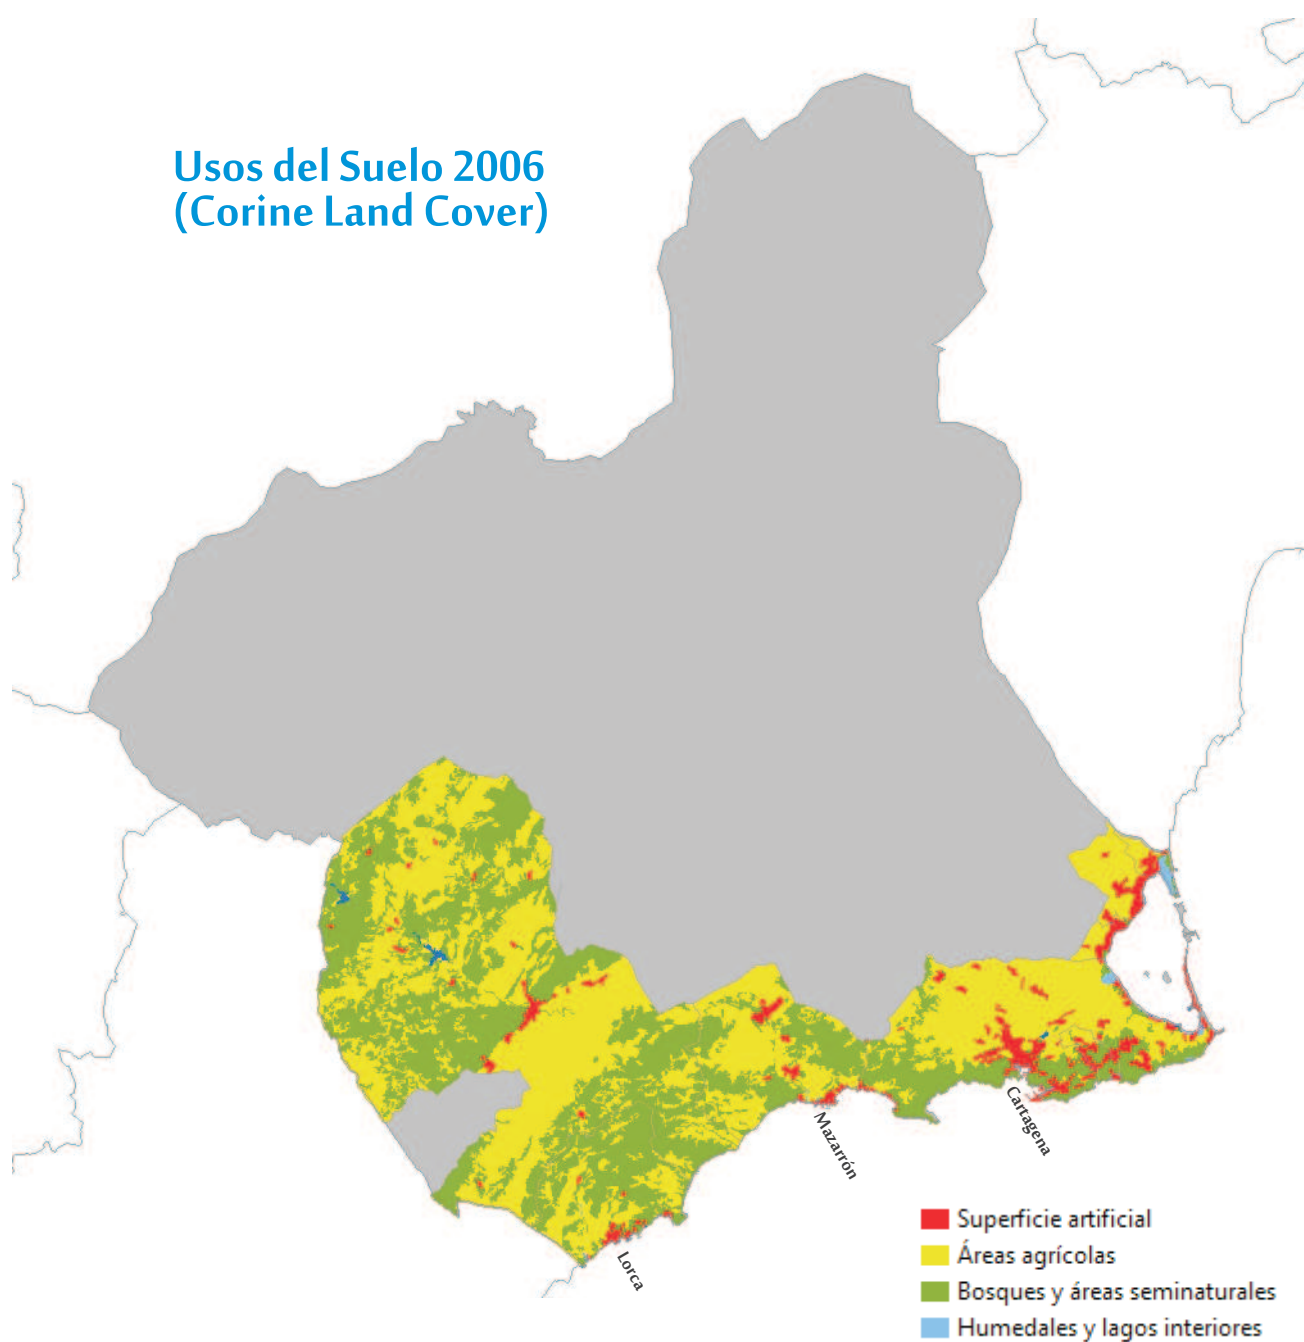 Usos del Suelo 2006
(Corine Land Cover)
Cartagena
Mazarrón
Lorca
Superficie artificial
Áreas agrícolas
Bosques y áreas seminaturales
Humedales y lagos interiores